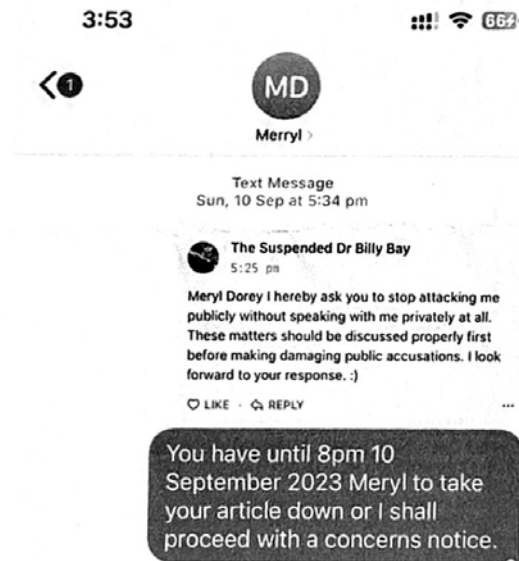 3:53
66
1
MD
Merryl >
Text Message
Sun, 10 Sep at 5:34 pm
The Suspended Dr Billy Bay
5:25 pm
Meryl Dorey I hereby ask you to stop attacking me
publicly without speaking with me privately at all.
These matters should be discussed properly first
before making damaging public accusations. I look
forward to your response. :)
LIKE · REPLY ...
You have until 8pm 10
September 2023 Meryl to take
your article down or I shall
proceed with a concerns notice.